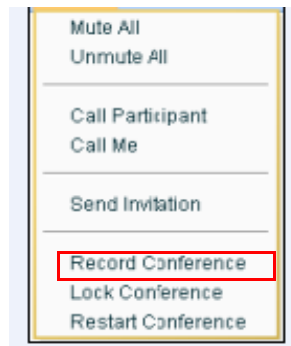 Mute All
Unmute All
Call Participant
Call Me
Send Invitation
Record Conference
Lock Conference
Restart Conference